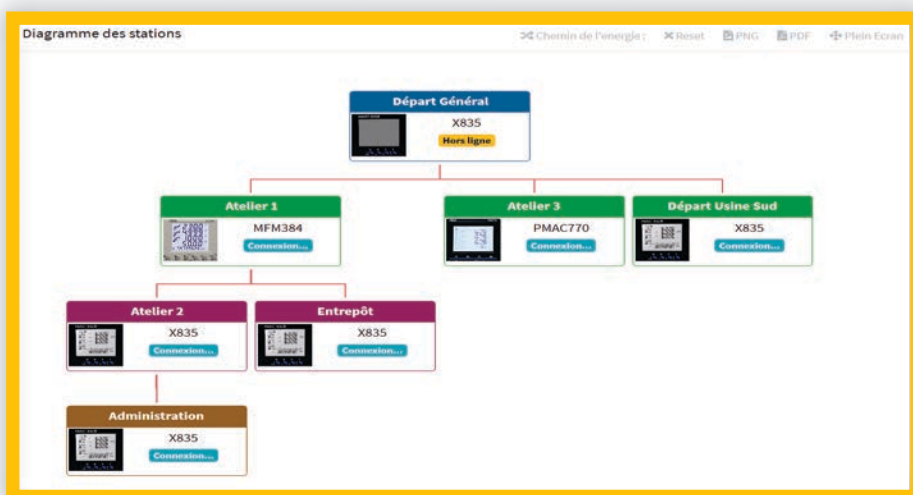 Diagramme des stations
Chemin de l'energie : Reset PNG PDF Plein Ecran
Départ Général
X835
Hors ligne
Atelier 1
MFM384
Connexion...
Atelier 3
PMAC770
Connexion...
Départ Usine Sud
X835
Connexion...
Atelier 2
X835
Connexion...
Entrepôt
X835
Connexion...
Administration
X835
Connexion...